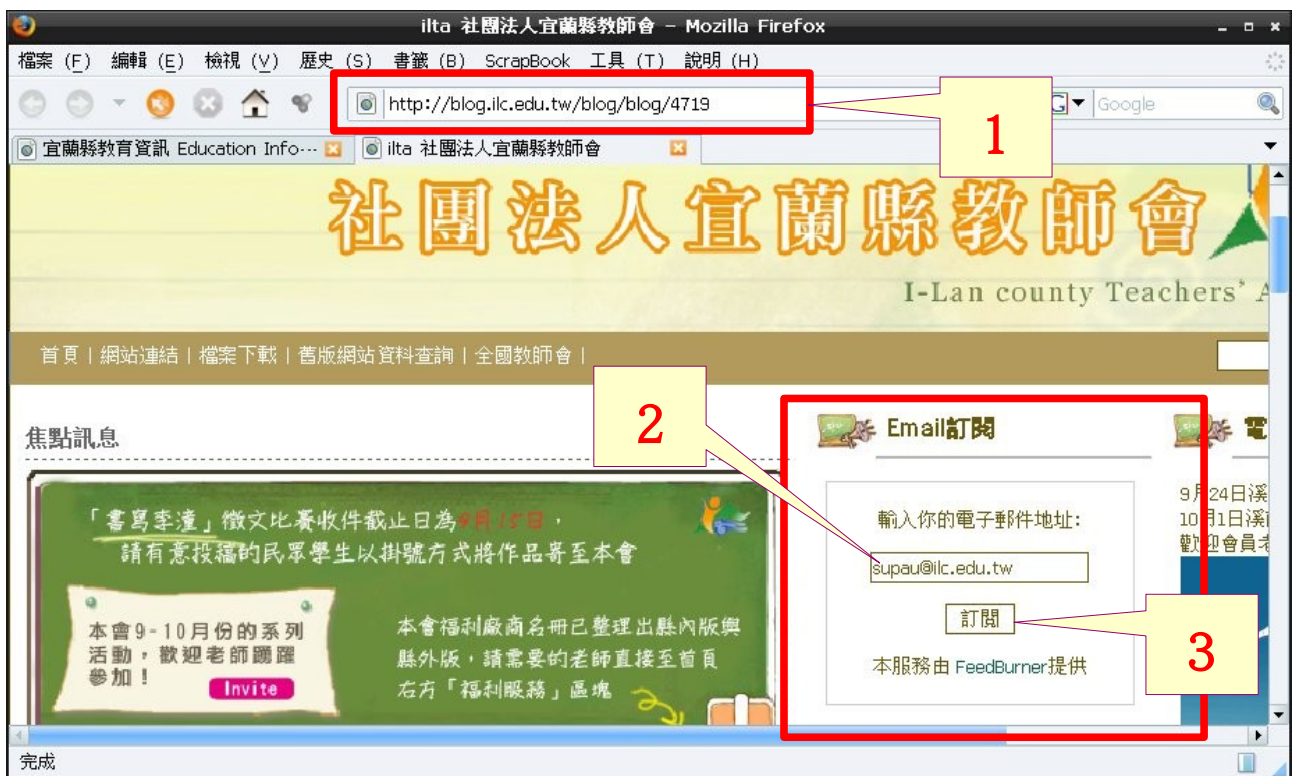 ilta 社團法人宜蘭縣教師會 – Mozilla Firefox
檔案 (F) 編輯 (E) 檢視 (V) 歷史 (S) 書籤 (B) ScrapBook 工具 (T) 說明 (H)
http://blog.ilc.edu.tw/blog/blog/4719
G
Google
1
宜蘭縣教育資訊 Education Info…
ilta 社團法人宜蘭縣教師會
社團法人宜蘭縣教師會
I-Lan county Teachers' A
首頁 | 網站連結 | 檔案下載 | 舊版網站資料查詢 | 全國教師會 |
2
焦點訊息
「書寫李潼」徵文比賽收件截止日為9月15日，
請有意投稿的民眾學生以掛號方式將作品寄至本會
本會9-10月份的系列
活動，歡迎老師踴躍
參加！
Invite
本會福利廠商名冊已整理出縣內版與
縣外版，請需要的老師直接至首頁
右方「福利服務」區塊
Email訂閱
輸入你的電子郵件地址:
supau@ilc.edu.tw
訂閱
3
本服務由 FeedBurner提供
電
9月24日溪
10月1日溪
歡迎會員老
完成